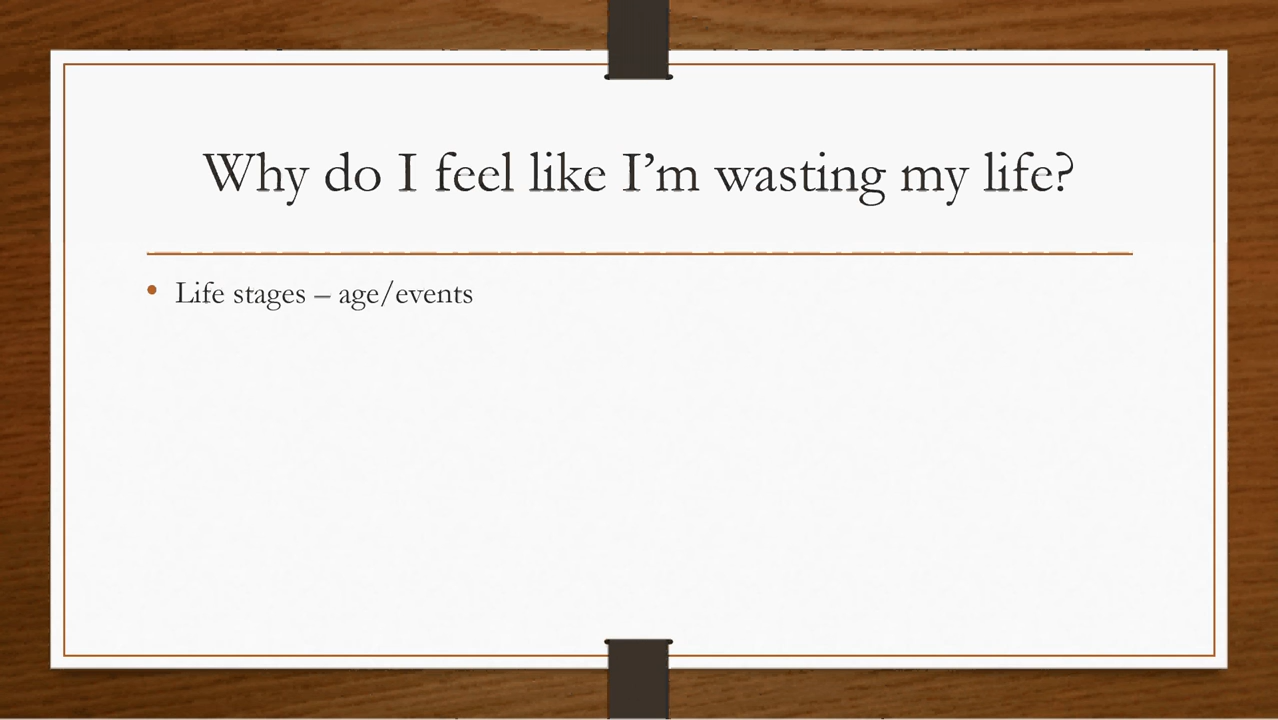 Why do I feel like I’m wasting my life?
• Life stages – age/events